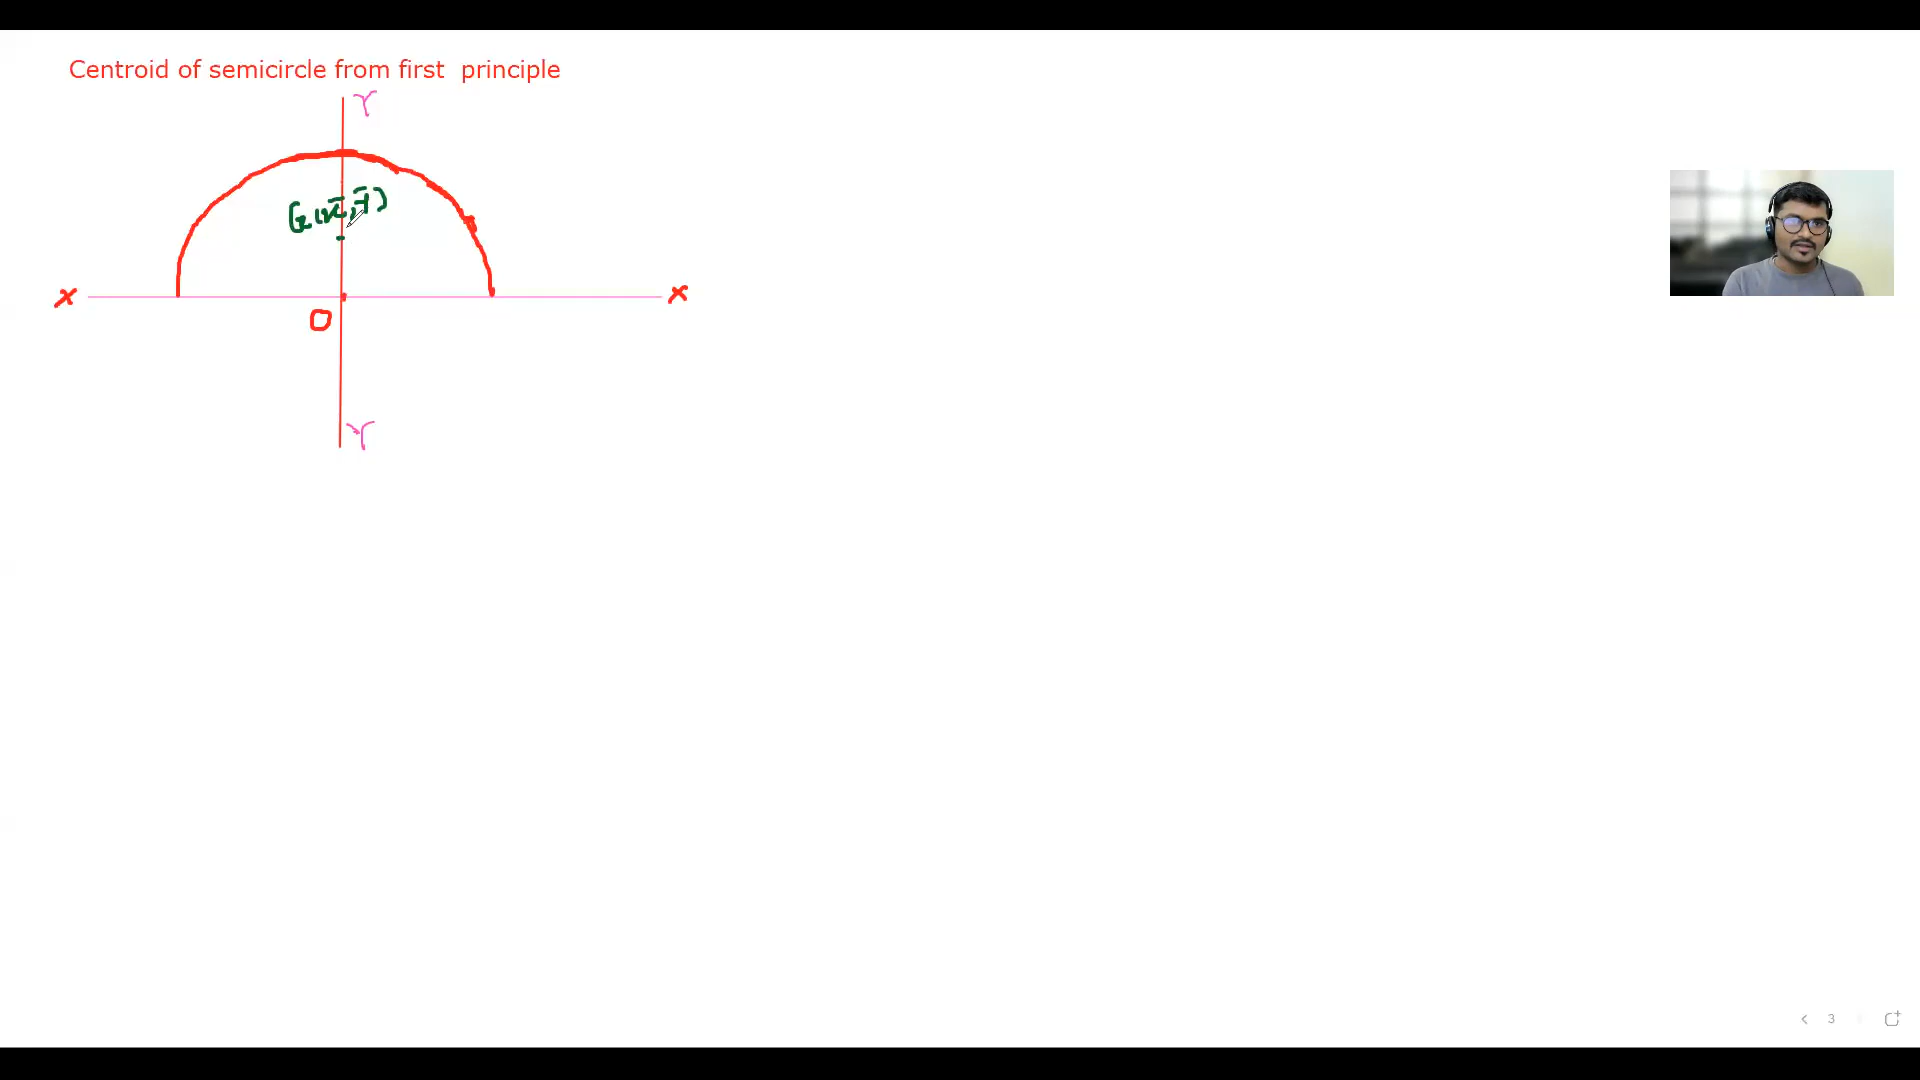 Centroid of semicircle from first principle
Y
G(x̄,ȳ)
x
x
O
Y
3